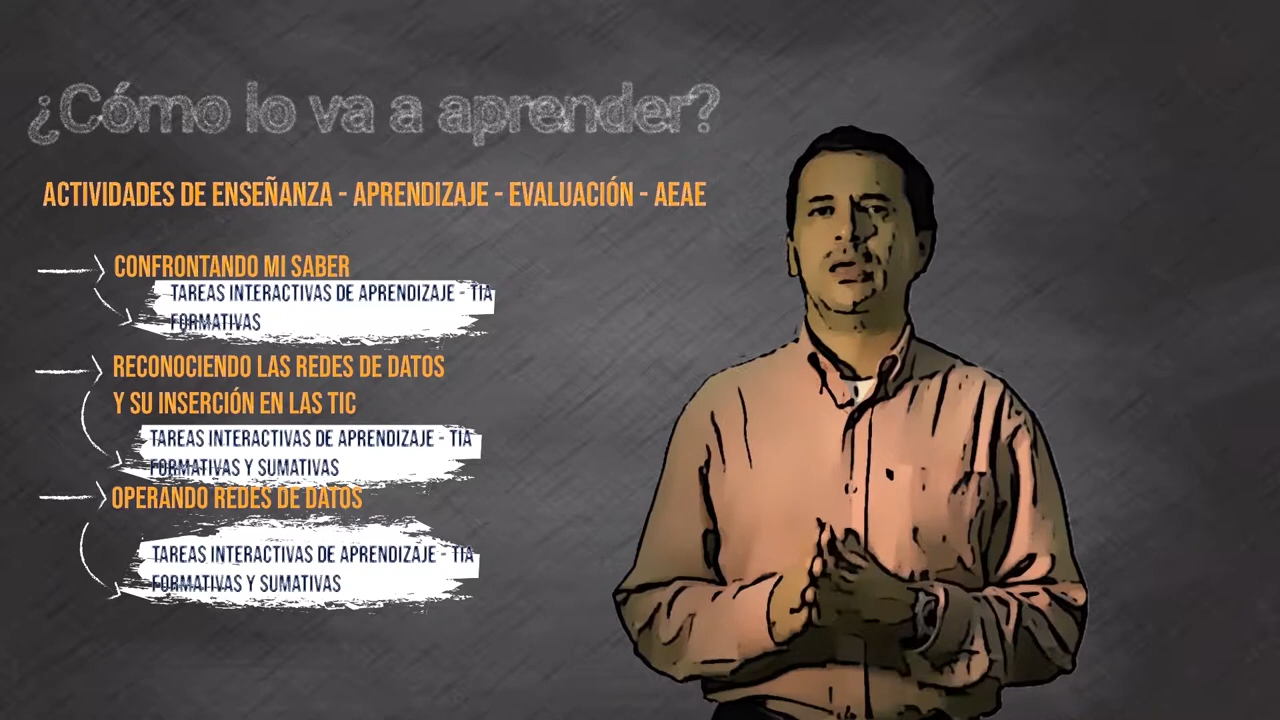 ¿Cómo lo va a aprender?
ACTIVIDADES DE ENSEÑANZA - APRENDIZAJE - EVALUACIÓN - AEAE
CONFRONTANDO MI SABER
TAREAS INTERACTIVAS DE APRENDIZAJE - TIA
FORMATIVAS
RECONOCIENDO LAS REDES DE DATOS
Y SU INSERCIÓN EN LAS TIC
TAREAS INTERACTIVAS DE APRENDIZAJE - TIA
FORMATIVAS Y SUMATIVAS
OPERANDO REDES DE DATOS
TAREAS INTERACTIVAS DE APRENDIZAJE - TIA
FORMATIVAS Y SUMATIVAS